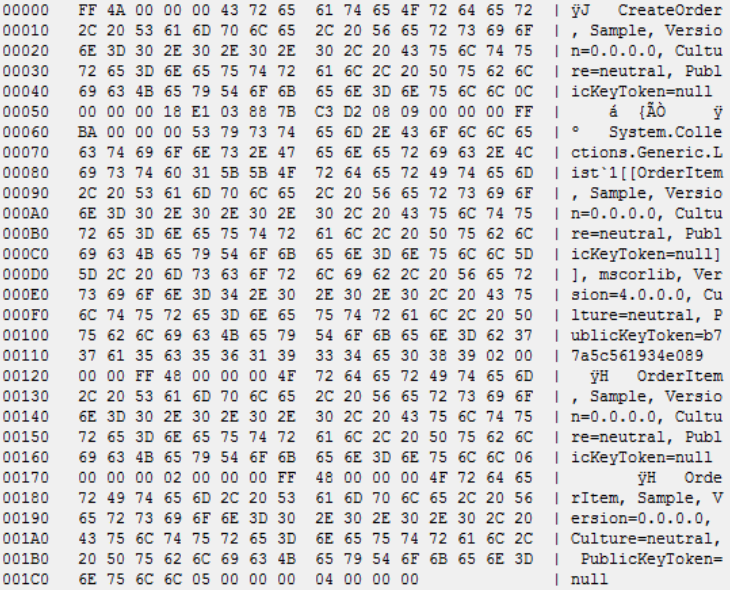 00000 FF 4A 00 00 00 43 72 65 61 74 65 4F 72 64 65 72 | ÿJ CreateOrder
00010 2C 20 53 61 6D 70 6C 65 2C 20 56 65 72 73 69 6F | , Sample, Versio
00020 6E 3D 30 2E 30 2E 30 2E 30 2C 20 43 75 6C 74 75 | n=0.0.0.0, Cultu
00030 72 65 3D 6E 65 75 74 72 61 6C 2C 20 50 75 62 6C | re=neutral, Publ
00040 69 63 4B 65 79 54 6F 6B 65 6E 3D 6E 75 6C 6C 0C | icKeyToken=null
00050 00 00 00 18 E1 03 88 7B C3 D2 08 09 00 00 00 FF | á {ÃÒ ÿ
00060 BA 00 00 00 53 79 73 74 65 6D 2E 43 6F 6C 6C 65 | º System.Colle
00070 63 74 69 6F 6E 73 2E 47 65 6E 65 72 69 63 2E 4C | ctions.Generic.L
00080 69 73 74 60 31 5B 5B 4F 72 64 65 72 49 74 65 6D | ist`1[[OrderItem
00090 2C 20 53 61 6D 70 6C 65 2C 20 56 65 72 73 69 6F | , Sample, Versio
000A0 6E 3D 30 2E 30 2E 30 2E 30 2C 20 43 75 6C 74 75 | n=0.0.0.0, Cultu
000B0 72 65 3D 6E 65 75 74 72 61 6C 2C 20 50 75 62 6C | re=neutral, Publ
000C0 69 63 4B 65 79 54 6F 6B 65 6E 3D 6E 75 6C 6C 5D | icKeyToken=null]
000D0 5D 2C 20 6D 73 63 6F 72 6C 69 62 2C 20 56 65 72 | ], mscorlib, Ver
000E0 73 69 6F 6E 3D 34 2E 30 2E 30 2E 30 2C 20 43 75 | sion=4.0.0.0, Cu
000F0 6C 74 75 72 65 3D 6E 65 75 74 72 61 6C 2C 20 50 | lture=neutral, P
00100 75 62 6C 69 63 4B 65 79 54 6F 6B 65 6E 3D 62 37 | ublicKeyToken=b7
00110 37 61 35 63 35 36 31 39 33 34 65 30 38 39 02 00 | 7a5c561934e089
00120 00 00 FF 48 00 00 00 4F 72 64 65 72 49 74 65 6D | ÿH OrderItem
00130 2C 20 53 61 6D 70 6C 65 2C 20 56 65 72 73 69 6F | , Sample, Versio
00140 6E 3D 30 2E 30 2E 30 2E 30 2C 20 43 75 6C 74 75 | n=0.0.0.0, Cultu
00150 72 65 3D 6E 65 75 74 72 61 6C 2C 20 50 75 62 6C | re=neutral, Publ
00160 69 63 4B 65 79 54 6F 6B 65 6E 3D 6E 75 6C 6C 06 | icKeyToken=null
00170 00 00 00 02 00 00 00 FF 48 00 00 00 4F 72 64 65 | ÿH Orde
00180 72 49 74 65 6D 2C 20 53 61 6D 70 6C 65 2C 20 56 | rItem, Sample, V
00190 65 72 73 69 6F 6E 3D 30 2E 30 2E 30 2E 30 2C 20 | ersion=0.0.0.0,
001A0 43 75 6C 74 75 72 65 3D 6E 65 75 74 72 61 6C 2C | Culture=neutral,
001B0 20 50 75 62 6C 69 63 4B 65 79 54 6F 6B 65 6E 3D | PublicKeyToken=
001C0 6E 75 6C 6C 05 00 00 00 04 00 00 00 | null